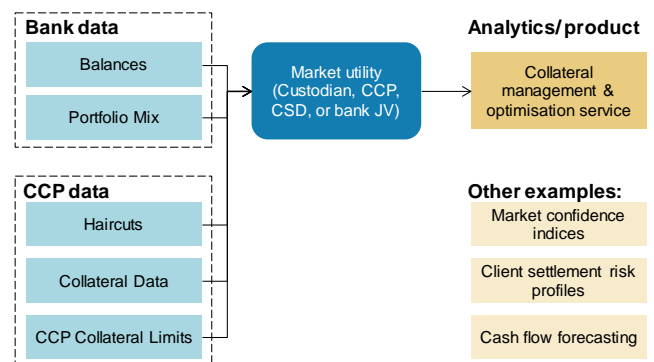 Bank data
Balances
Portfolio Mix
CCP data
Haircuts
Collateral Data
CCP Collateral Limits
Market utility
(Custodian, CCP,
CSD, or bank JV)
Analytics/product
Collateral
management &
optimisation service
Other examples:
Market confidence
indices
Client settlement risk
profiles
Cash flow forecasting